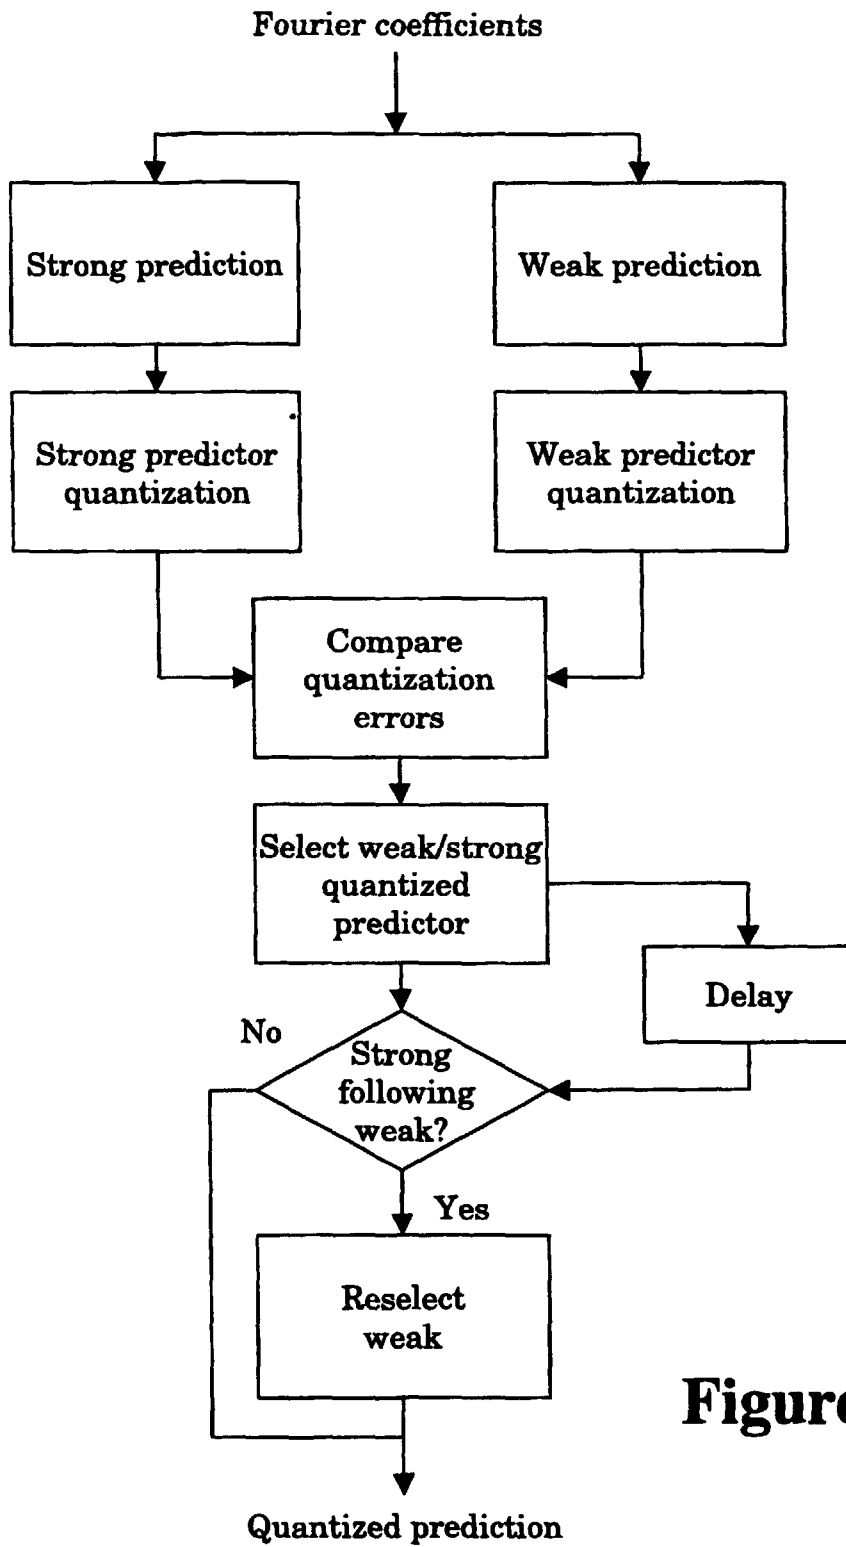 Fourier coefficients
Strong prediction
Weak prediction
Strong predictor
quantization
Weak predictor
quantization
Compare
quantization
errors
Select weak/strong
quantized
predictor
Delay
No
Strong
following
weak?
Yes
Reselect
weak
Figure
Quantized prediction